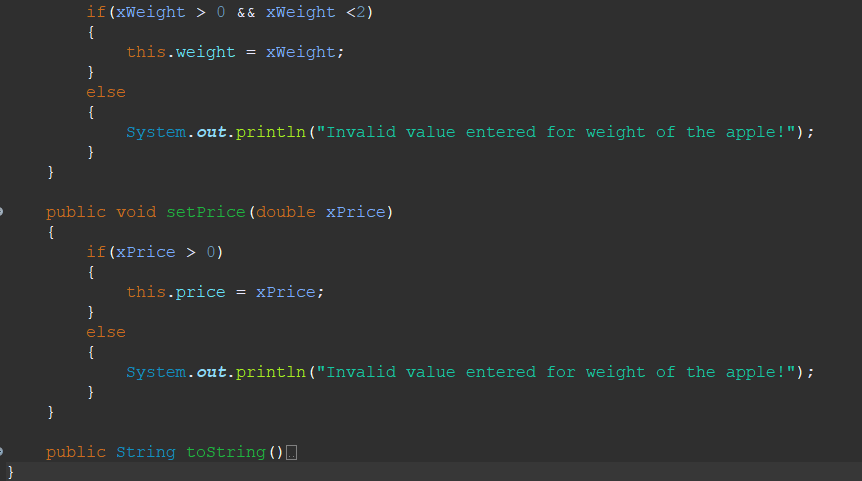 if(xWeight > 0 && xWeight <2)
{
this.weight = xWeight;
}
else
{
System.out.println("Invalid value entered for weight of the apple!");
}
}
public void setPrice(double xPrice)
{
if(xPrice > 0)
{
this.price = xPrice;
}
else
{
System.out.println("Invalid value entered for weight of the apple!");
}
}
public String toString()
}